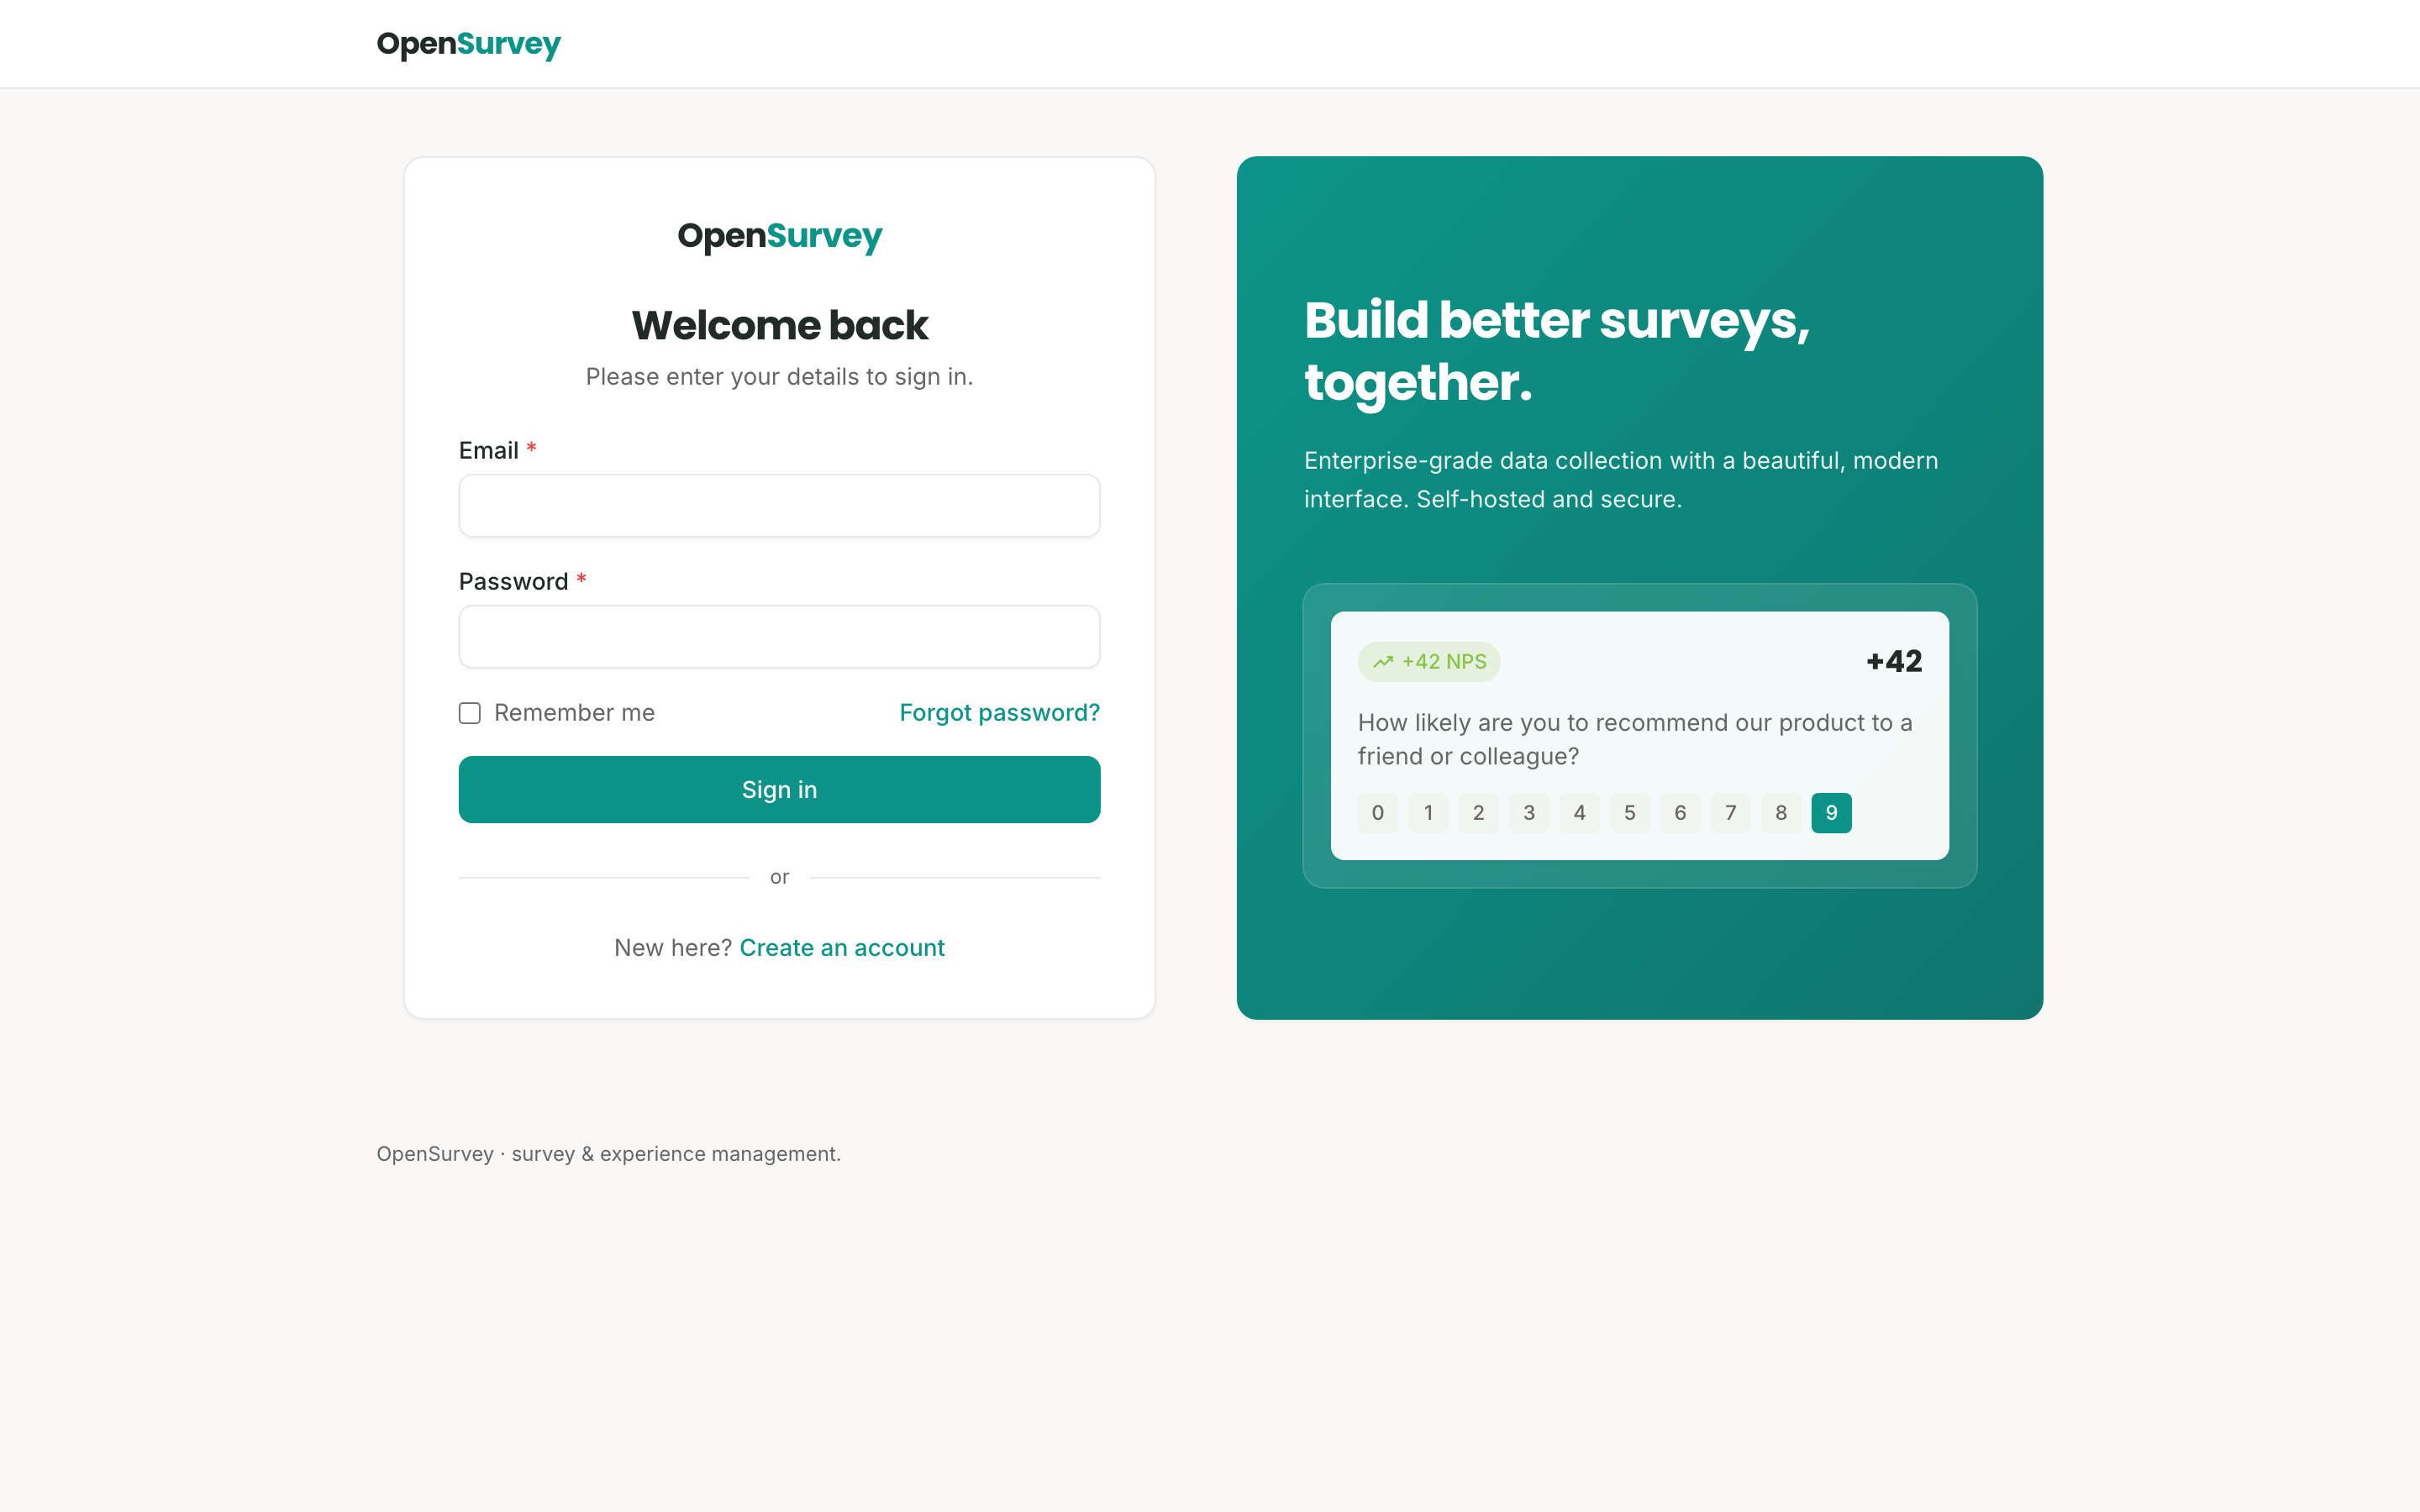 OpenSurvey
OpenSurvey
Welcome back
Please enter your details to sign in.
Email *
Password *
Remember me
Forgot password?
Sign in
or
New here? Create an account
Build better surveys,
together.
Enterprise-grade data collection with a beautiful, modern
interface. Self-hosted and secure.
+42 NPS
+42
How likely are you to recommend our product to a
friend or colleague?
0 1 2 3 4 5 6 7 8 9
OpenSurvey · survey & experience management.